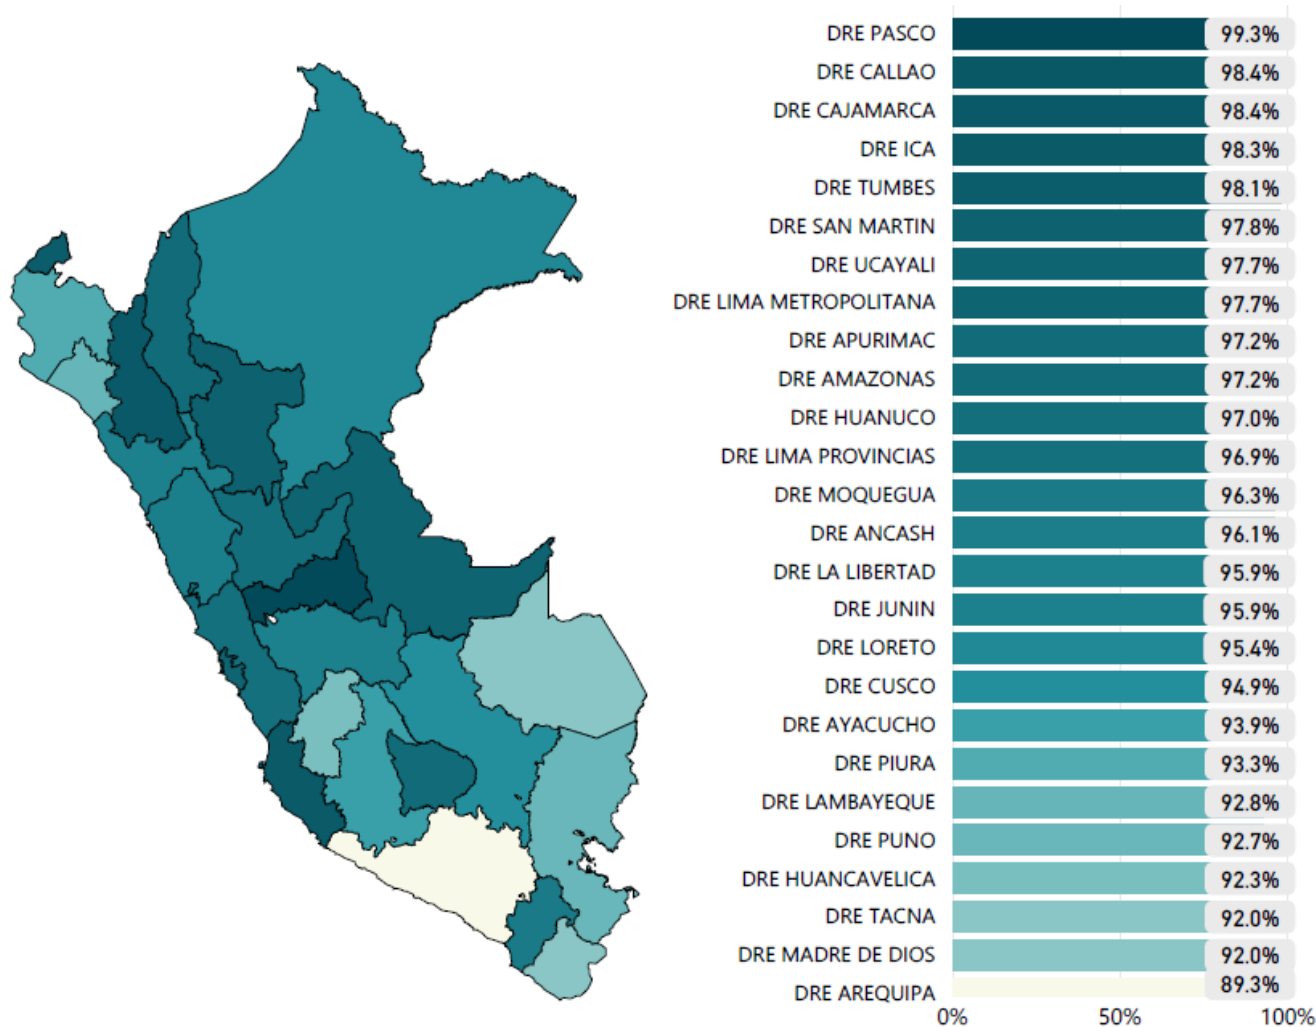 DRE PASCO 99.3%
DRE CALLAO 98.4%
DRE CAJAMARCA 98.4%
DRE ICA 98.3%
DRE TUMBES 98.1%
DRE SAN MARTIN 97.8%
DRE UCAYALI 97.7%
DRE LIMA METROPOLITANA 97.7%
DRE APURIMAC 97.2%
DRE AMAZONAS 97.2%
DRE HUANUCO 97.0%
DRE LIMA PROVINCIAS 96.9%
DRE MOQUEGUA 96.3%
DRE ANCASH 96.1%
DRE LA LIBERTAD 95.9%
DRE JUNIN 95.9%
DRE LORETO 95.4%
DRE CUSCO 94.9%
DRE AYACUCHO 93.9%
DRE PIURA 93.3%
DRE LAMBAYEQUE 92.8%
DRE PUNO 92.7%
DRE HUANCAVELICA 92.3%
DRE TACNA 92.0%
DRE MADRE DE DIOS 92.0%
DRE AREQUIPA 89.3%
0% 50% 100%